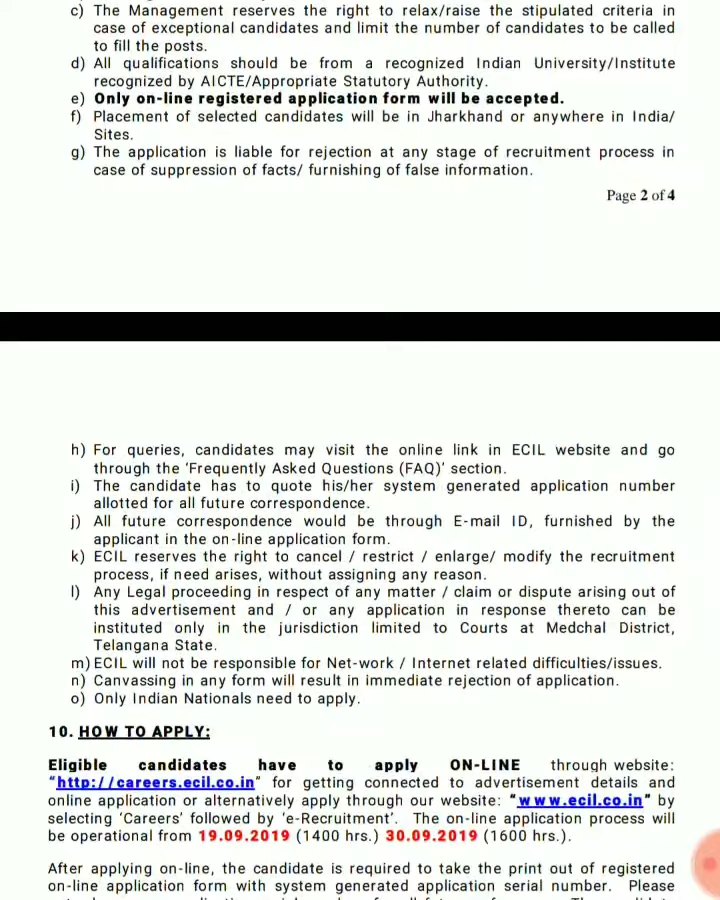 c) The Management reserves the right to relax/raise the stipulated criteria in
case of exceptional candidates and limit the number of candidates to be called
to fill the posts.
d) All qualifications should be from a recognized Indian University/Institute
recognized by AICTE/Appropriate Statutory Authority.
e) Only on-line registered application form will be accepted.
f) Placement of selected candidates will be in Jharkhand or anywhere in India/
Sites.
g) The application is liable for rejection at any stage of recruitment process in
case of suppression of facts/ furnishing of false information.
Page 2 of 4
h) For queries, candidates may visit the online link in ECIL website and go
through the ‘Frequently Asked Questions (FAQ)’ section.
i) The candidate has to quote his/her system generated application number
allotted for all future correspondence.
j) All future correspondence would be through E-mail ID, furnished by the
applicant in the on-line application form.
k) ECIL reserves the right to cancel / restrict / enlarge/ modify the recruitment
process, if need arises, without assigning any reason.
l) Any Legal proceeding in respect of any matter / claim or dispute arising out of
this advertisement and / or any application in response thereto can be
instituted only in the jurisdiction limited to Courts at Medchal District,
Telangana State.
m) ECIL will not be responsible for Net-work / Internet related difficulties/issues.
n) Canvassing in any form will result in immediate rejection of application.
o) Only Indian Nationals need to apply.
10. HOW TO APPLY:
Eligible candidates have to apply ON-LINE through website:
“http://careers.ecil.co.in” for getting connected to advertisement details and
online application or alternatively apply through our website: “www.ecil.co.in” by
selecting ‘Careers’ followed by ‘e-Recruitment’. The on-line application process will
be operational from 19.09.2019 (1400 hrs.) 30.09.2019 (1600 hrs.).
After applying on-line, the candidate is required to take the print out of registered
on-line application form with system generated application serial number. Please